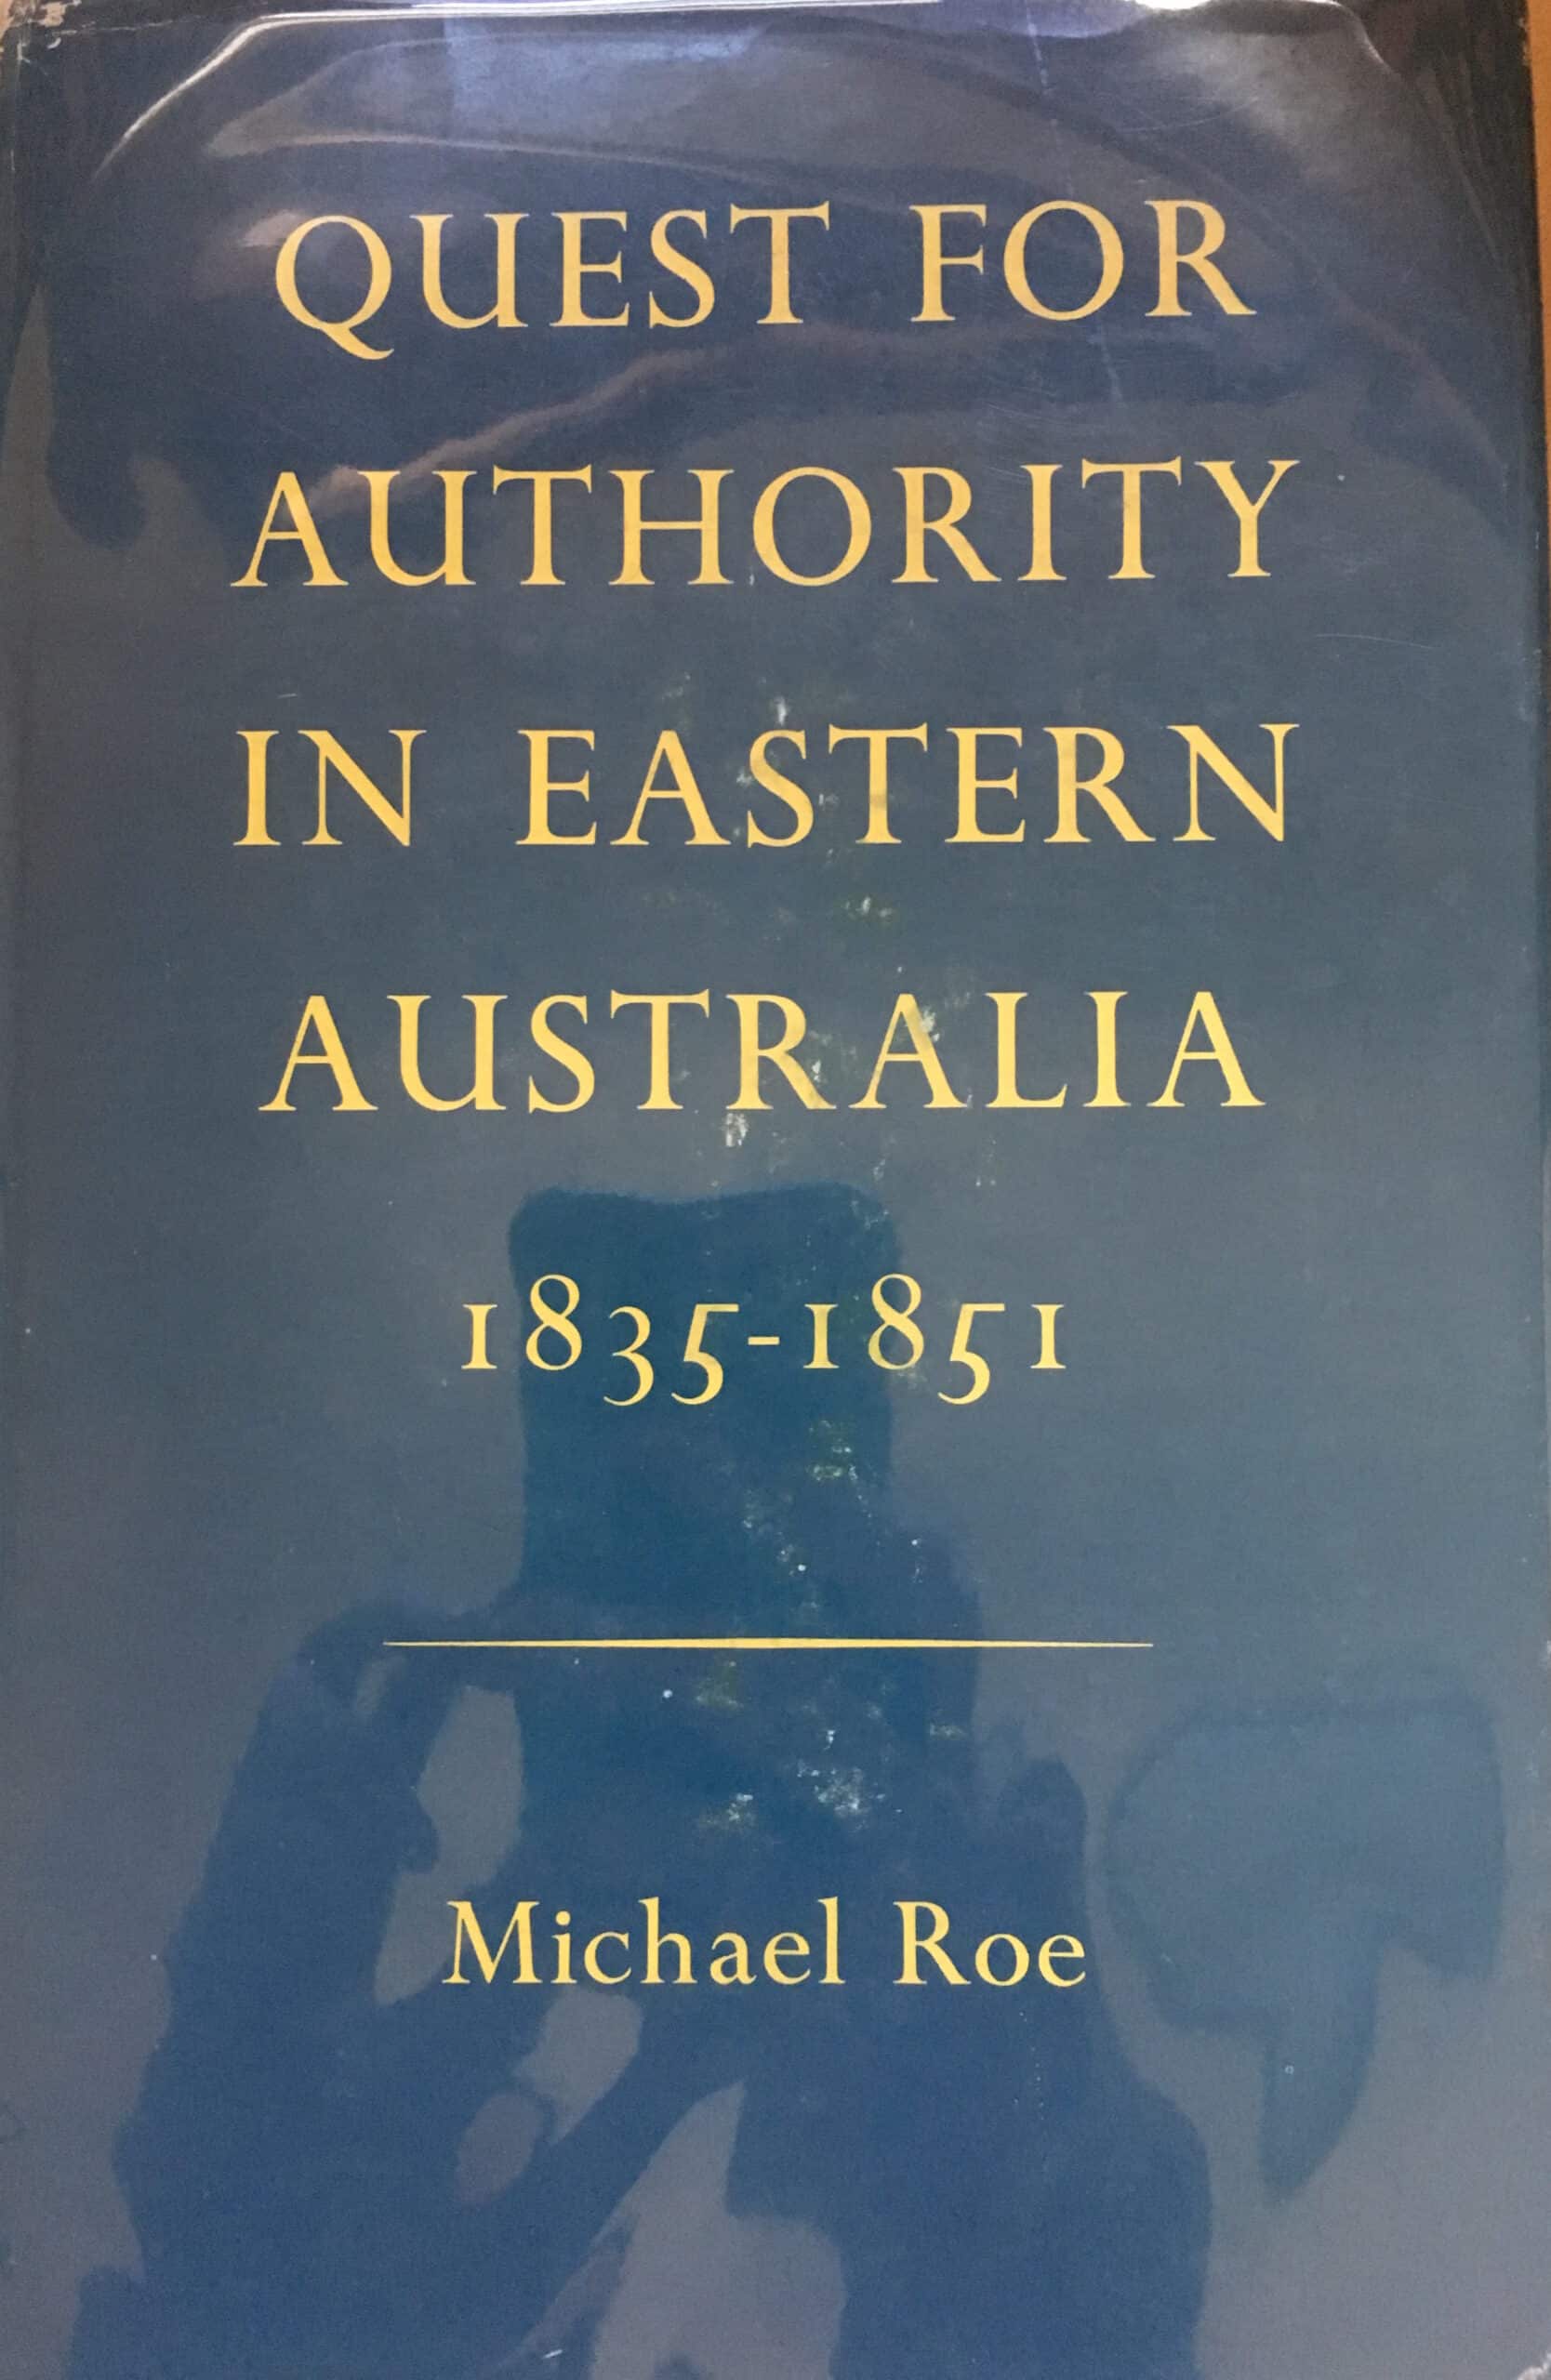 QUEST FOR
AUTHORITY
IN EASTERN
AUSTRALIA
1835-1851
Michael Roe